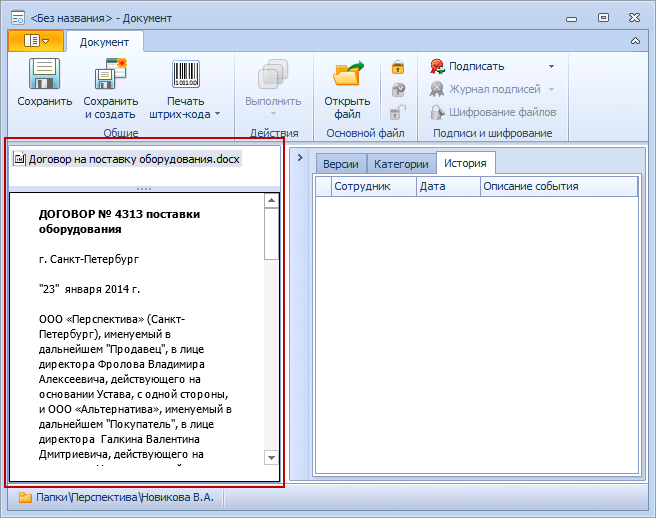 <Без названия> - Документ
Документ
Сохранить
Сохранить
и создать
Печать
штрих-кода
Общие
Выполнить
Действия
Открыть
файл
Основной файл
Подписать
Журнал подписей
Шифрование файлов
Подписи и шифрование
Договор на поставку оборудования.docx
ДОГОВОР № 4313 поставки
оборудования
г. Санкт-Петербург
"23" января 2014 г.
ООО «Перспектива» (Санкт-
Петербург), именуемый в
дальнейшем "Продавец", в лице
директора Фролова Владимира
Алексеевича, действующего на
основании Устава, с одной стороны,
и ООО «Альтернатива», именуемый в
дальнейшем "Покупатель", в лице
директора Галкина Валентина
Дмитриевича, действующего на
Версии Категории История
Сотрудник Дата Описание события
Папки\Перспектива\Новикова В.А.